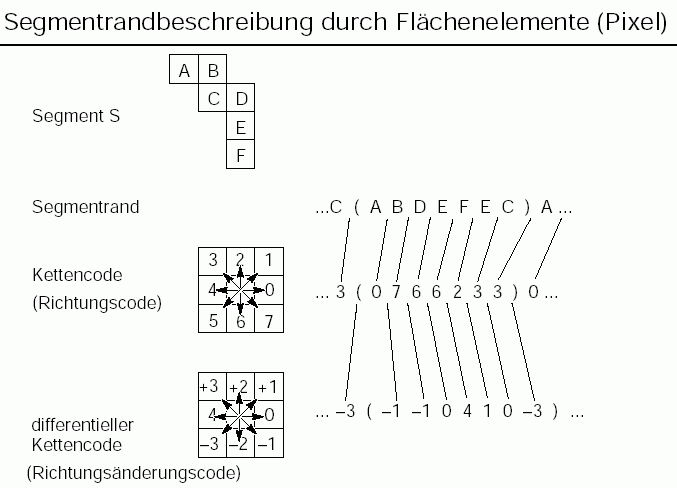 Segmentrandbeschreibung durch Flächenelemente (Pixel)
A B
C D
Segment S
E
F
Segmentrand
...C ( A B D E F E C ) A ...
3 2 1
Kettencode
4 0
(Richtungscode)
... 3 ( 0 7 6 6 2 3 3 ) 0 ...
5 6 7
+3 +2 +1
4 0
... –3 ( –1 –1 0 4 1 0 –3 ) ...
differentieller
Kettencode
–3 –2 –1
(Richtungsänderungscode)